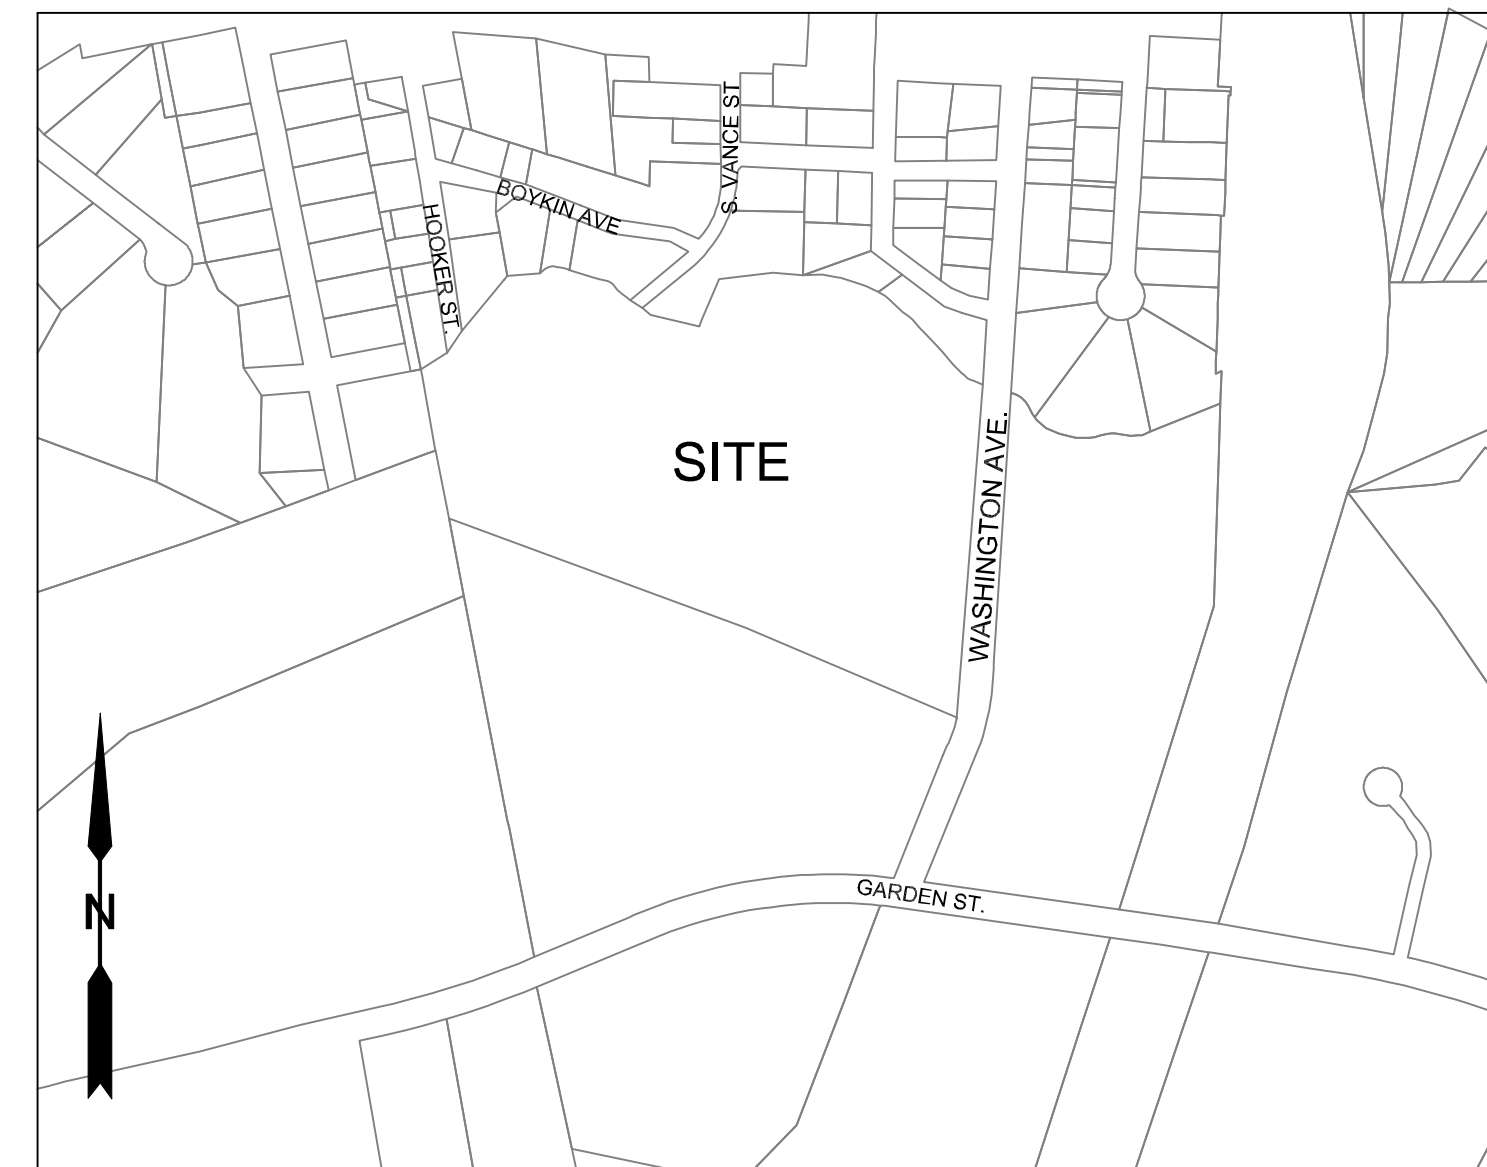 S. VANCE ST
BOYKIN AVE
HOOKER ST.
SITE
WASHINGTON AVE.
GARDEN ST.
N